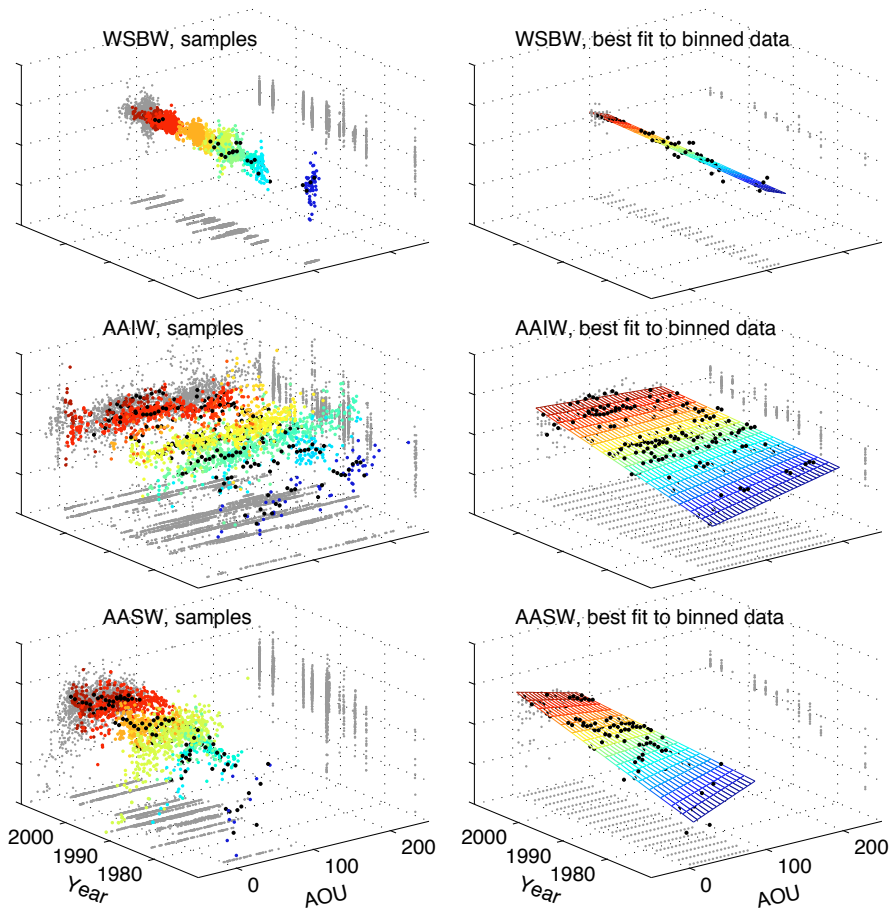 WSBW, samples
WSBW, best fit to binned data
AAIW, samples
AAIW, best fit to binned data
AASW, samples
AASW, best fit to binned data
2000
1990
1980
Year
0
100
200
AOU
2000
1990
1980
Year
0
100
200
AOU